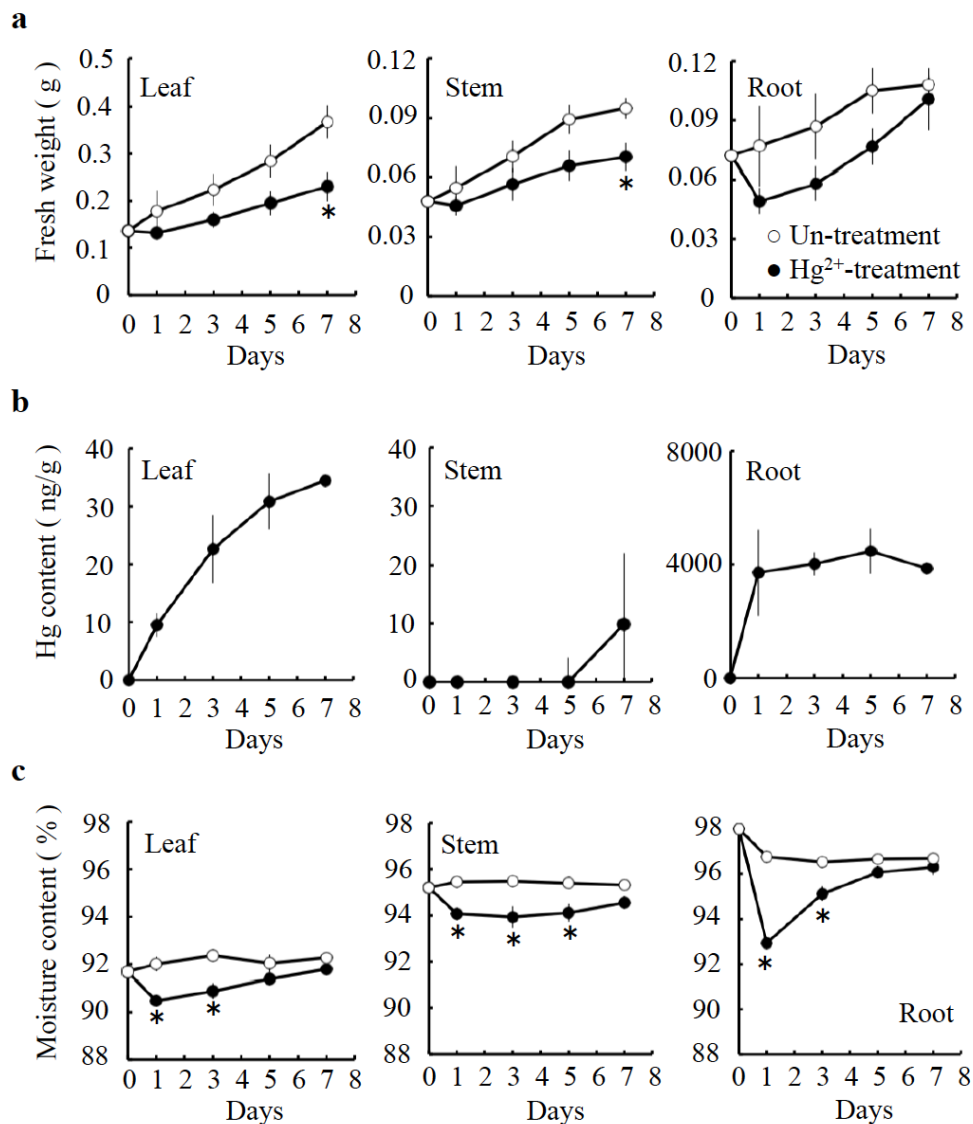 a
Fresh weight ( g )
0.5
0.4
0.3
0.2
0.1
0
Leaf
*
0 1 2 3 4 5 6 7 8
Days
0.12
0.09
0.06
0.03
0
Stem
*
0 1 2 3 4 5 6 7 8
Days
0.12
0.09
0.06
0.03
0
Root
Un-treatment
Hg²⁺-treatment
0 1 2 3 4 5 6 7 8
Days
b
Hg content ( ng/g )
40
30
20
10
0
Leaf
0 1 2 3 4 5 6 7 8
Days
40
30
20
10
0
Stem
0 1 2 3 4 5 6 7 8
Days
8000
4000
0
Root
0 1 2 3 4 5 6 7 8
Days
c
Moisture content ( % )
98
96
94
92
90
88
Leaf
* *
0 1 2 3 4 5 6 7 8
Days
98
96
94
92
90
88
Stem
* * *
0 1 2 3 4 5 6 7 8
Days
98
96
94
92
90
88
*
*
Root
0 1 2 3 4 5 6 7 8
Days